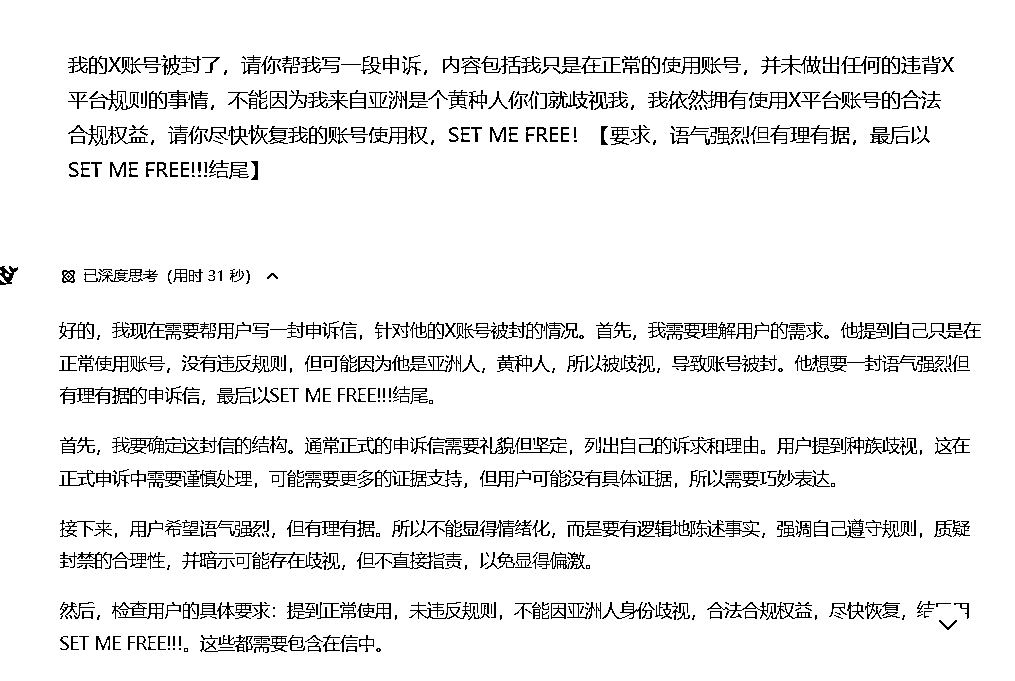 我的X账号被封了，请你帮我写一段申诉，内容包括我只是在正常的使用账号，并未做出任何的违背X
平台规则的事情，不能因为我来自亚洲是个黄种人你们就歧视我，我依然拥有使用X平台账号的合法
合规权益，请你尽快恢复我的账号使用权，SET ME FREE！【要求，语气强烈但有理有据，最后以
SET ME FREE!!!结尾】
已深度思考（用时 31 秒）
好的，我现在需要帮用户写一封申诉信，针对他的X账号被封的情况。首先，我需要理解用户的需求。他提到自己只是在
正常使用账号，没有违反规则，但可能因为他是亚洲人，黄种人，所以被歧视，导致账号被封。他想要一封语气强烈但
有理有据的申诉信，最后以SET ME FREE!!!结尾。
首先，我要确定这封信的结构。通常正式的申诉信需要礼貌但坚定，列出自己的诉求和理由。用户提到种族歧视，这在
正式申诉中需要谨慎处理，可能需要更多的证据支持，但用户可能没有具体证据，所以需要巧妙表达。
接下来，用户希望语气强烈，但有理有据。所以不能显得情绪化，而是要有逻辑地陈述事实，强调自己遵守规则，质疑
封禁的合理性，并暗示可能存在歧视，但不直接指责，以免显得偏激。
然后，检查用户的具体要求：提到正常使用，未违反规则，不能因亚洲人身份歧视，合法合规权益，尽快恢复，
SET ME FREE!!!。这些都需要包含在信中。